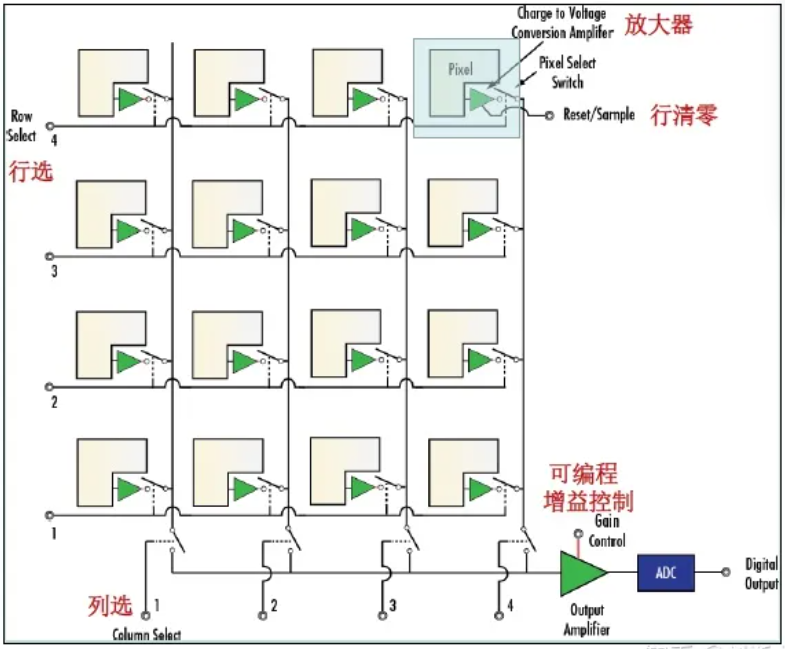 Charge to Voltage
Conversion Amplifer
放大器
Pixel
Pixel Select
Switch
Row
Select
4
Reset/Sample
行清零
行选
3
2
1
可编程
增益控制
Gain
Control
ADC
Digital
Output
Output
Amplifier
列选
1
2
3
4
Column Select